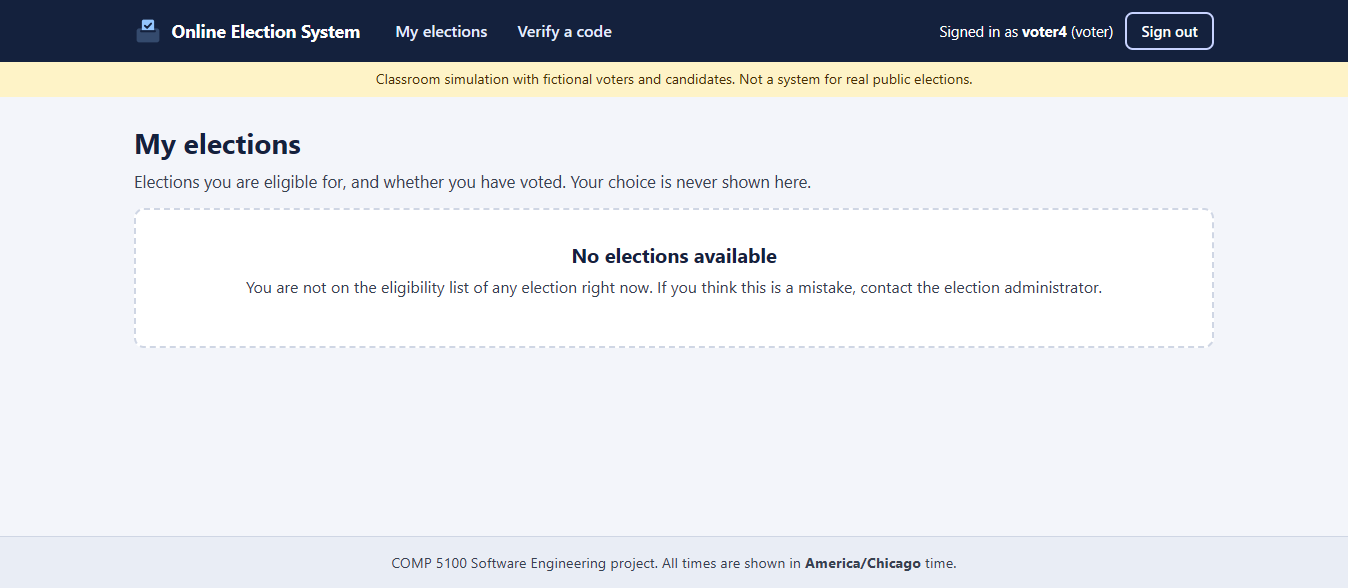 Online Election System My elections Verify a code Signed in as voter4 (voter) Sign out
Classroom simulation with fictional voters and candidates. Not a system for real public elections.
My elections
Elections you are eligible for, and whether you have voted. Your choice is never shown here.
No elections available
You are not on the eligibility list of any election right now. If you think this is a mistake, contact the election administrator.
COMP 5100 Software Engineering project. All times are shown in America/Chicago time.